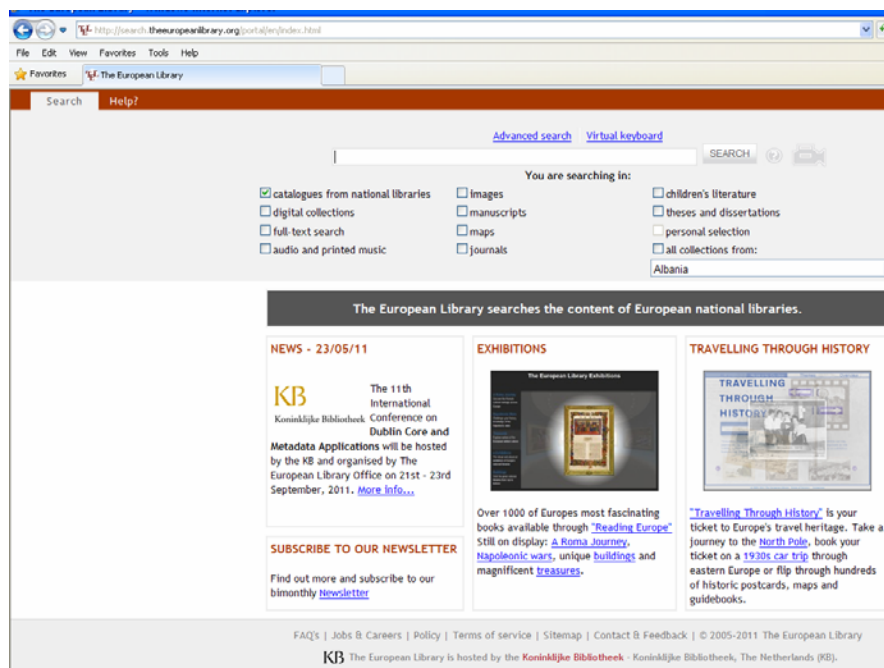 http://search.theeuropeanlibrary.org/portal/en/index.html
File Edit View Favorites Tools Help
Favorites The European Library
Search Help?
Advanced search Virtual keyboard
SEARCH
You are searching in:
catalogues from national libraries images children's literature
digital collections manuscripts theses and dissertations
full-text search maps personal selection
audio and printed music journals all collections from:
Albania
The European Library searches the content of European national libraries.
NEWS - 23/05/11
KB
Koninklijke Bibliotheek
The 11th
International
Conference on
Dublin Core and
Metadata Applications will be hosted
by the KB and organised by The
European Library Office on 21st - 23rd
September, 2011. More info...
SUBSCRIBE TO OUR NEWSLETTER
Find out more and subscribe to our
bimonthly Newsletter
EXHIBITIONS
The European Library Exhibitions
Over 1000 of Europes most fascinating
books available through "Reading Europe"
Still on display: A Roma Journey,
Napoleonic wars, unique buildings and
magnificent treasures.
TRAVELLING THROUGH HISTORY
TRAVELLING
THROUGH
HISTORY
"Travelling Through History" is your
ticket to Europe's travel heritage. Take a
journey to the North Pole, book your
ticket on a 1930s car trip through
eastern Europe or flip through hundreds
of historic postcards, maps and
guidebooks.
FAQ's | Jobs & Careers | Policy | Terms of service | Sitemap | Contact & Feedback | © 2005-2011 The European Library
KB The European Library is hosted by the Koninklijke Bibliotheek - Koninklijke Bibliotheek, The Netherlands (KB).